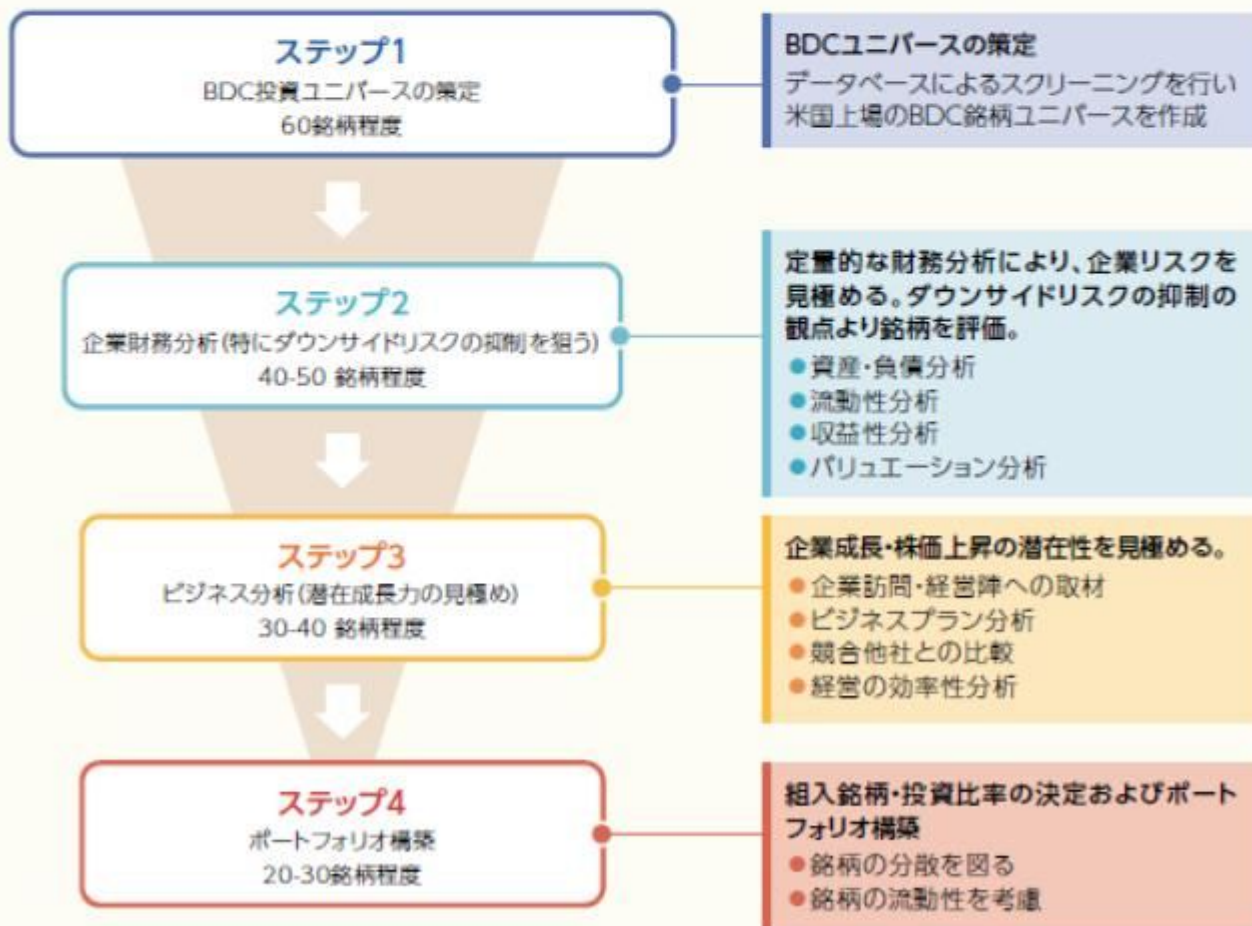 ステップ1
BDC投資ユニバースの策定
60銘柄程度
BDCユニバースの策定
データベースによるスクリーニングを行い
米国上場のBDC銘柄ユニバースを作成
ステップ2
企業財務分析(特にダウンサイドリスクの抑制を狙う)
40-50 銘柄程度
定量的な財務分析により、企業リスクを
見極める。ダウンサイドリスクの抑制の
観点より銘柄を評価。
●資産・負債分析
●流動性分析
●収益性分析
●バリュエーション分析
ステップ3
ビジネス分析(潜在成長力の見極め)
30-40 銘柄程度
企業成長・株価上昇の潜在性を見極める。
●企業訪問・経営陣への取材
●ビジネスプラン分析
●競合他社との比較
●経営の効率性分析
ステップ4
ポートフォリオ構築
20-30銘柄程度
組入銘柄・投資比率の決定およびポート
フォリオ構築
●銘柄の分散を図る
●銘柄の流動性を考慮